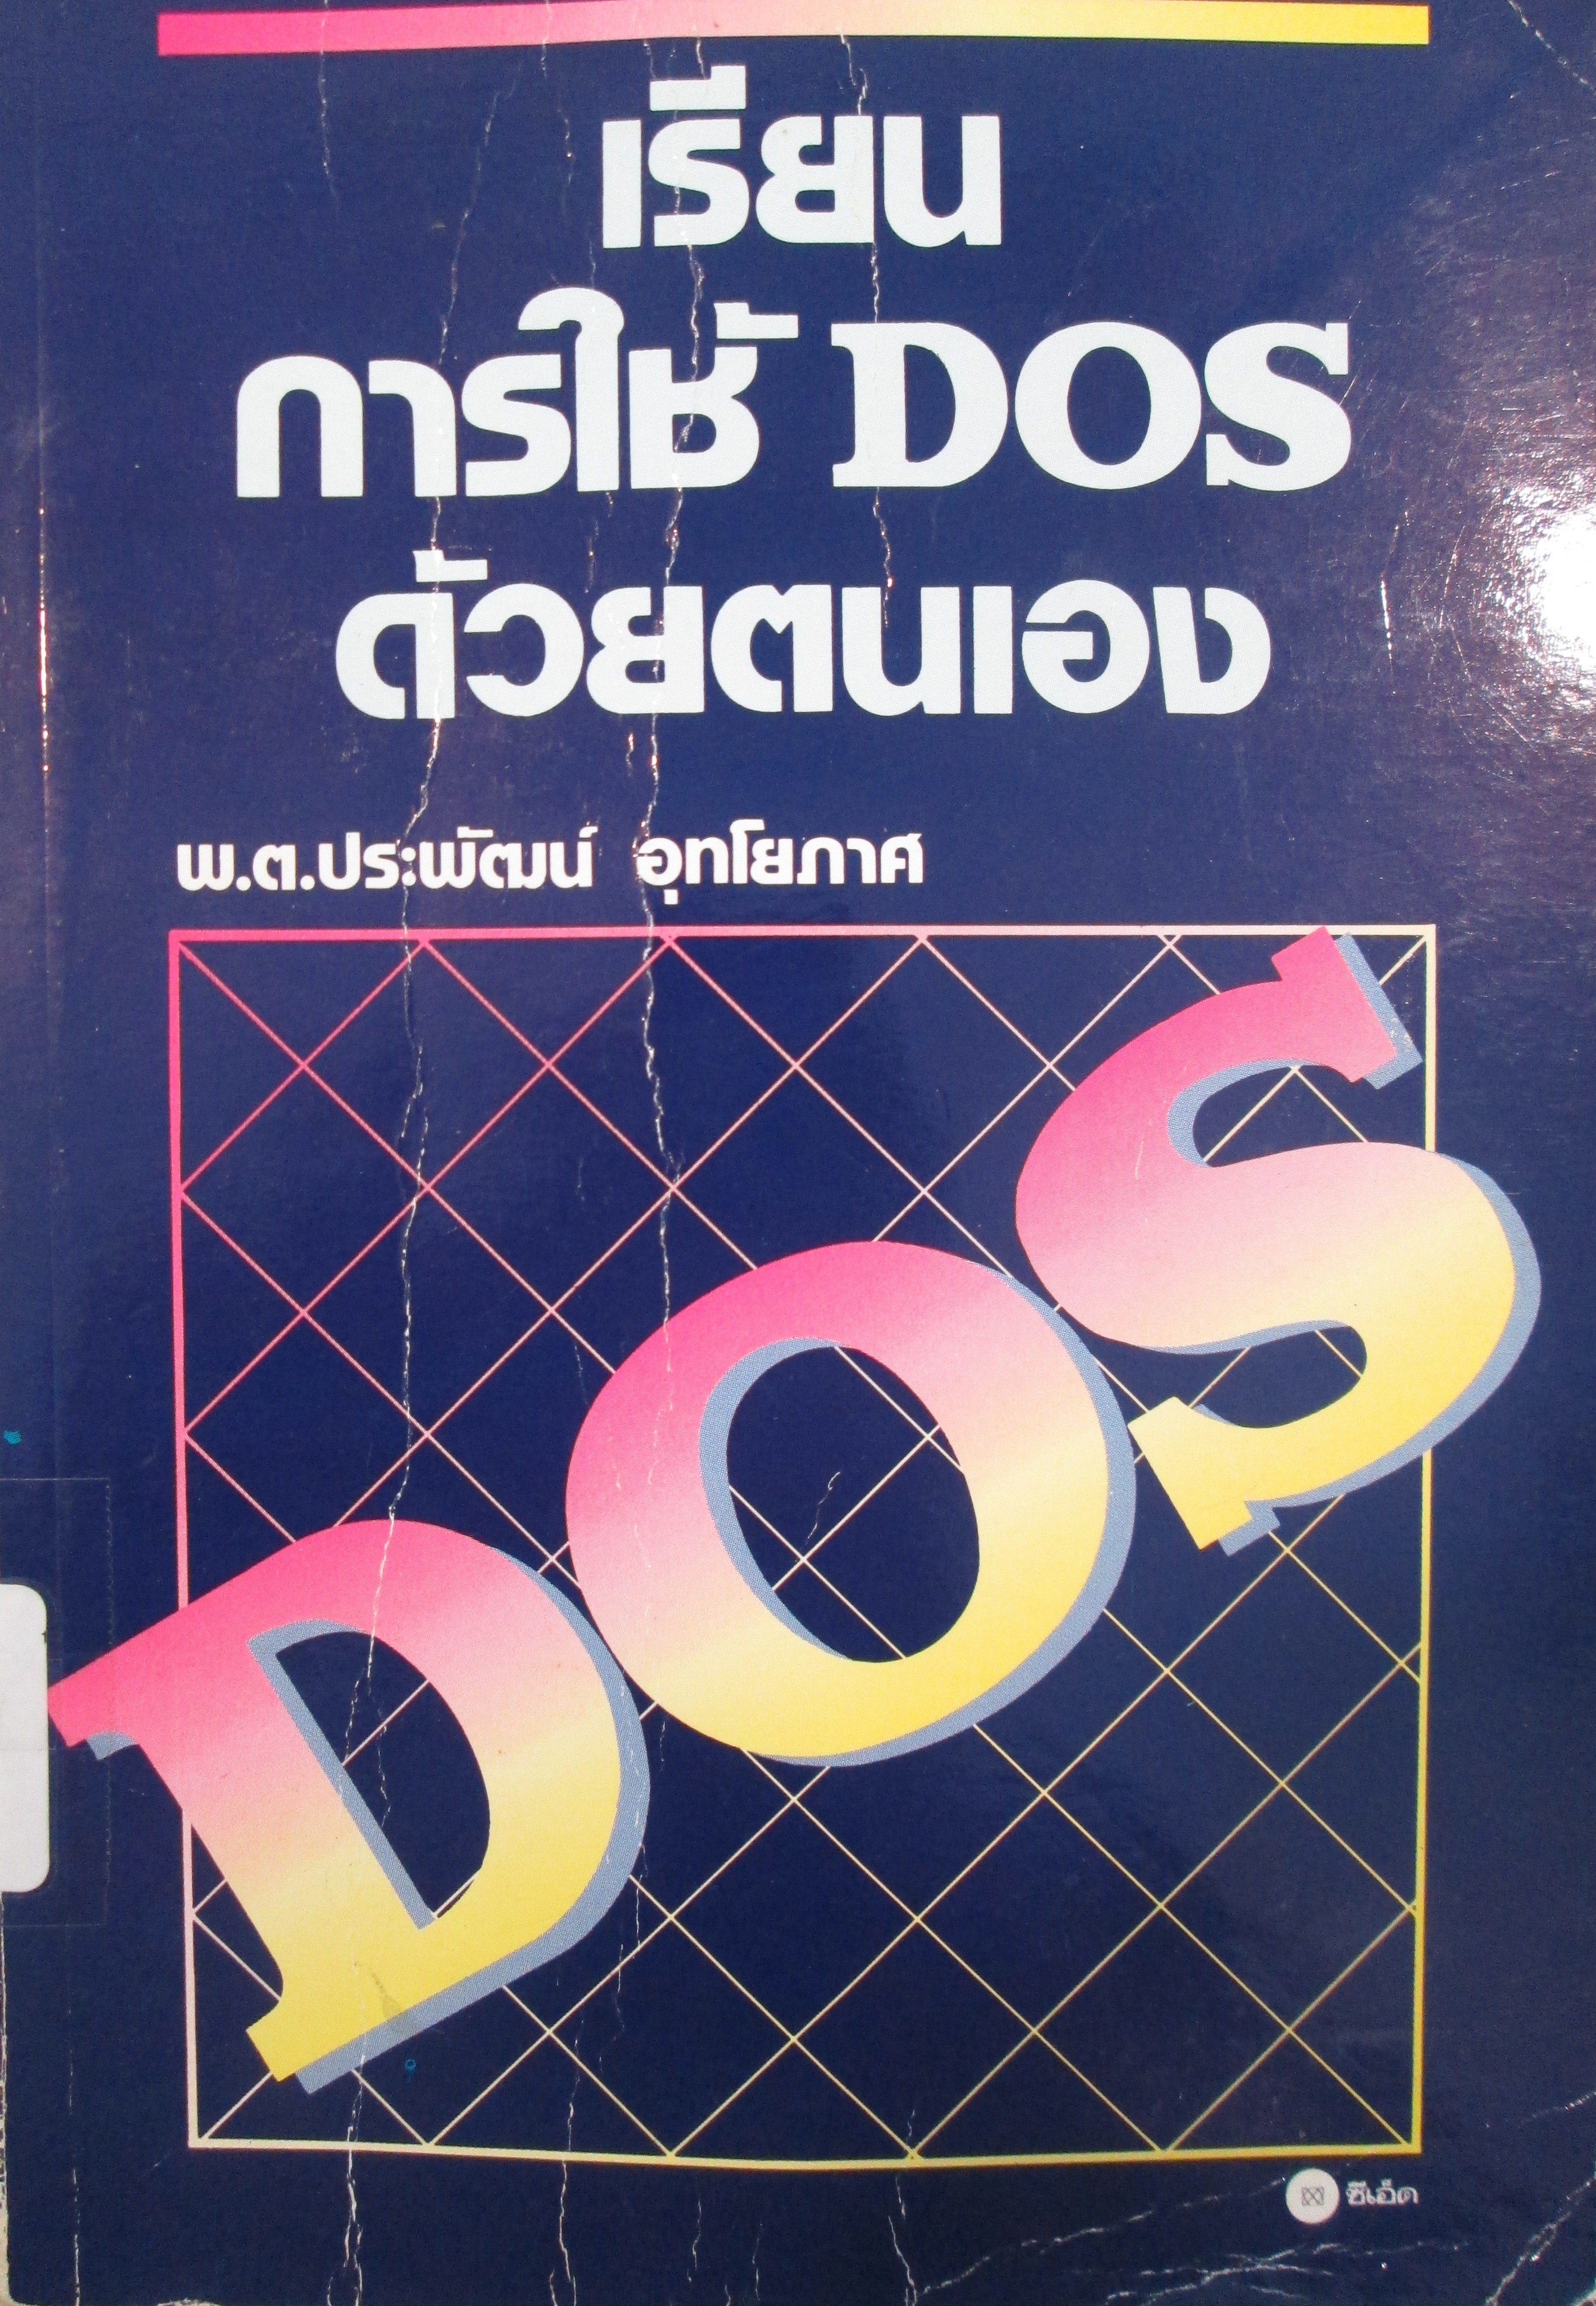 เรียน
การใช้ DOS
ด้วยตนเอง
พ.ต.ประพัฒน์ อุทโยภาศ
DOS
ซีเอ็ด